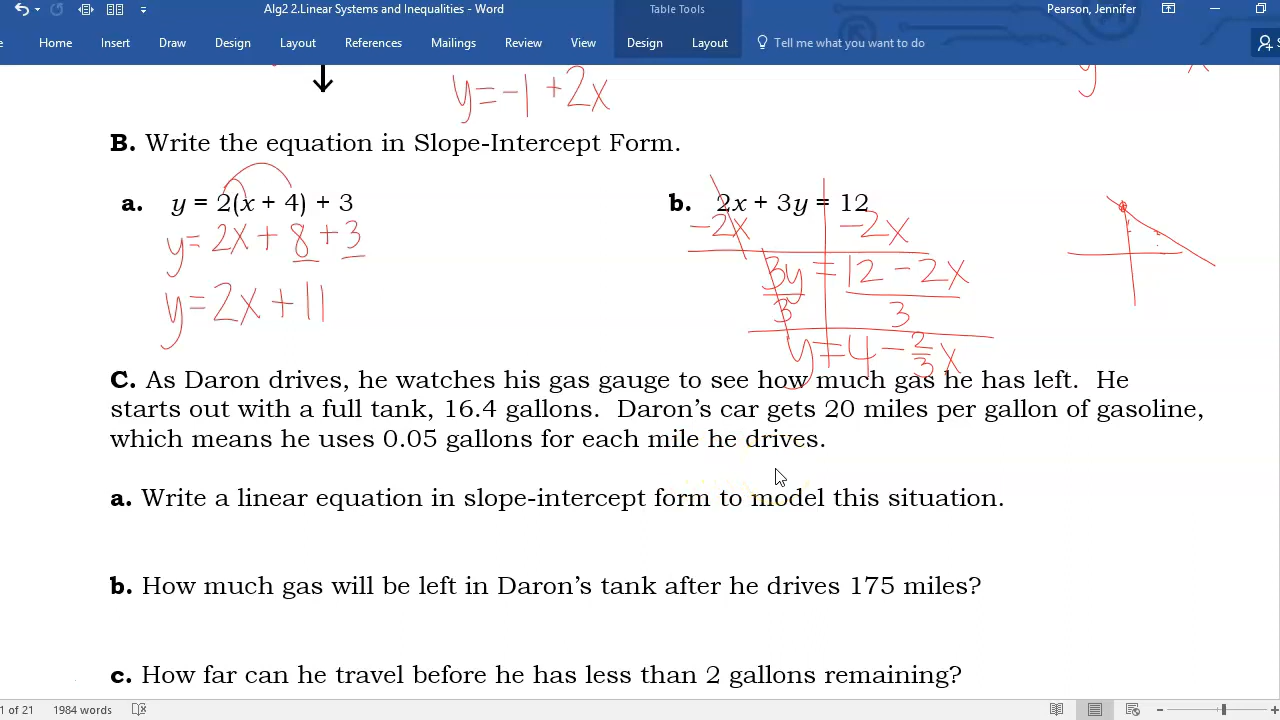 Alg2 2.Linear Systems and Inequalities - Word
Table Tools
Pearson, Jennifer
Home Insert Draw Design Layout References Mailings Review View Design Layout Tell me what you want to do
y = -1 + 2x
y x
B. Write the equation in Slope-Intercept Form.
a. y = 2(x + 4) + 3
y = 2x + 8 + 3
y = 2x + 11
b. 2x + 3y = 12
-2x -2x
3y = 12 - 2x
3 3
y = 4 - 2/3 x
C. As Daron drives, he watches his gas gauge to see how much gas he has left. He
starts out with a full tank, 16.4 gallons. Daron's car gets 20 miles per gallon of gasoline,
which means he uses 0.05 gallons for each mile he drives.
a. Write a linear equation in slope-intercept form to model this situation.
b. How much gas will be left in Daron's tank after he drives 175 miles?
c. How far can he travel before he has less than 2 gallons remaining?
1 of 21 1984 words